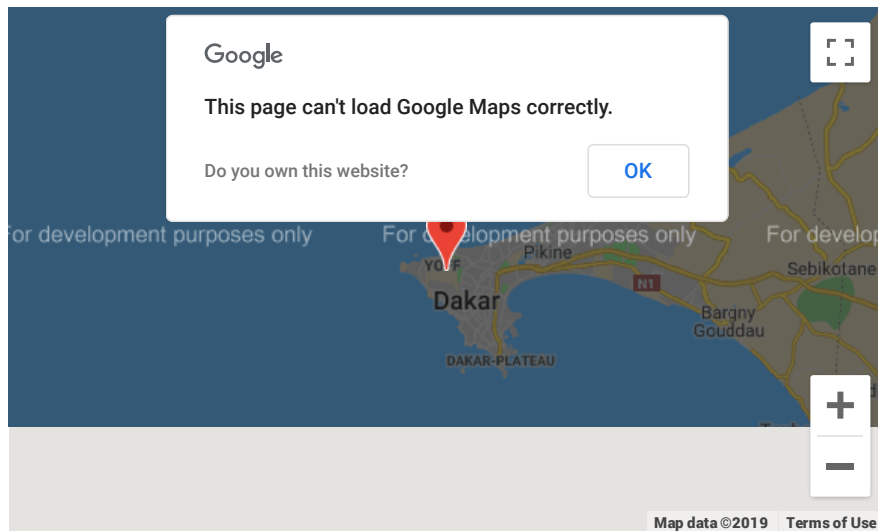 Google
This page can't load Google Maps correctly.
Do you own this website?
OK
For development purposes only
For development purposes only
For develop
YOFF
Pikine
Sebikotane
N1
Dakar
Bargny
Gouddau
DAKAR-PLATEAU
Map data ©2019 Terms of Use